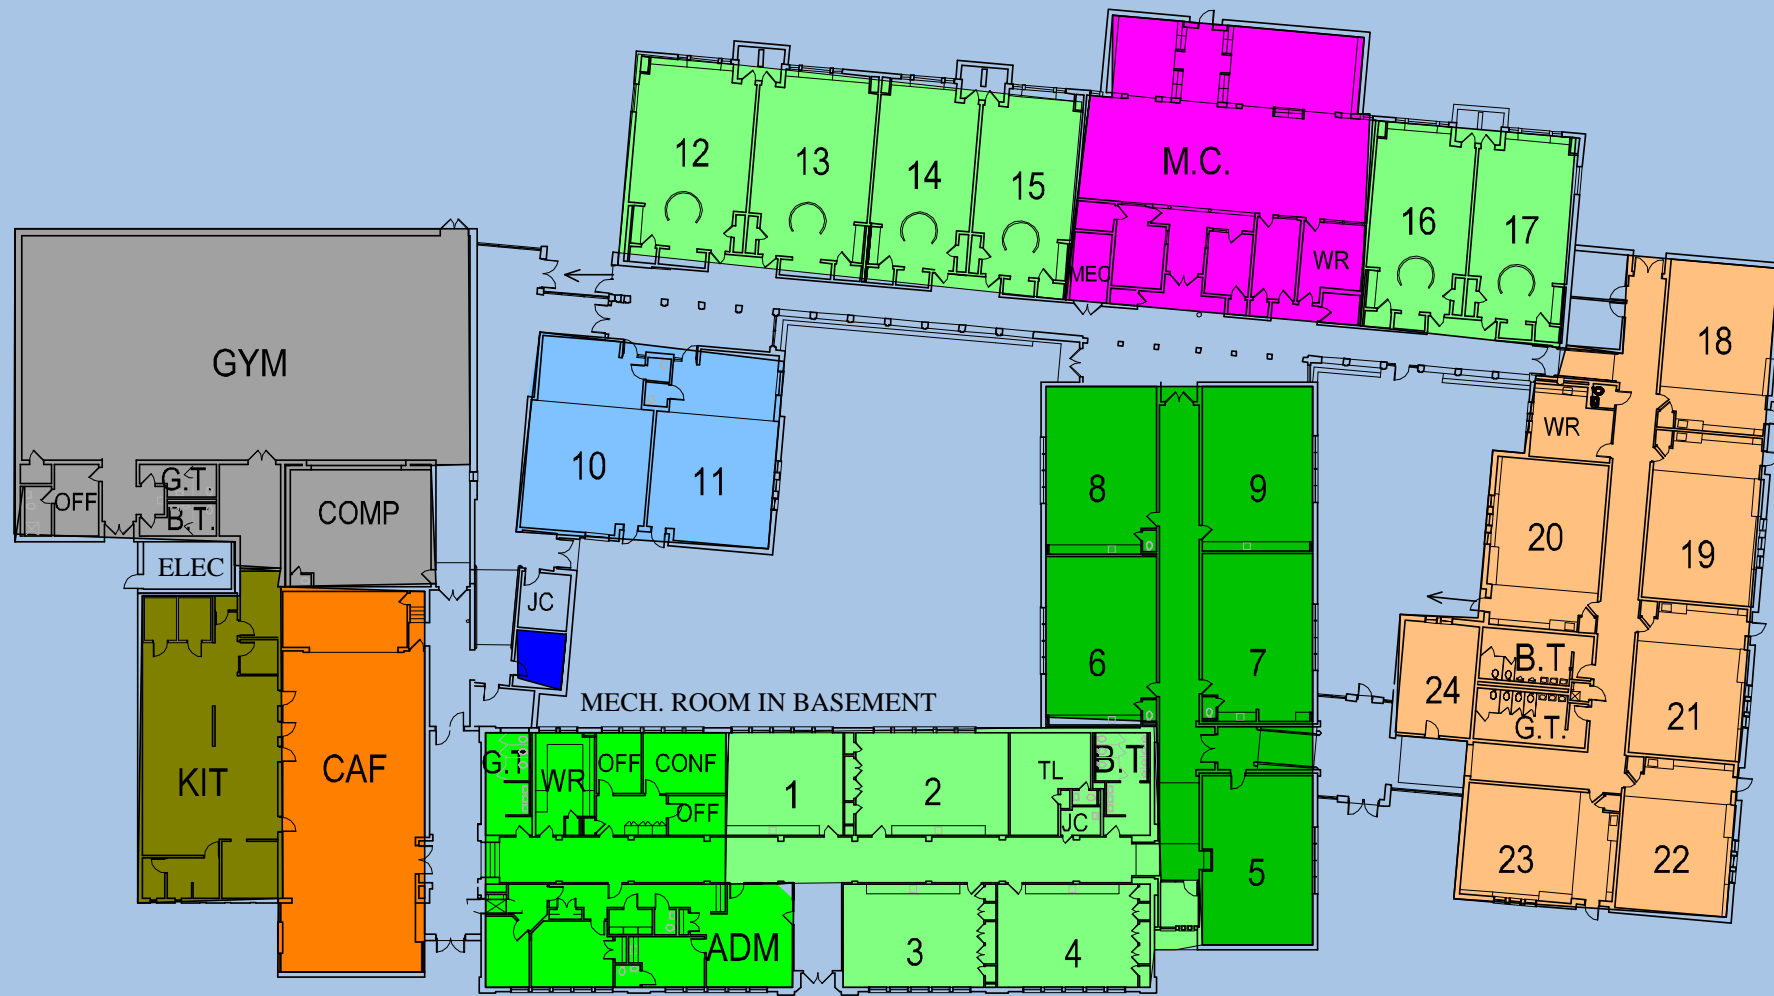 12
13
14
15
M.C.
16
17
MEC
WR
GYM
18
10
11
8
9
WR
G.T.
OFF
B.T.
COMP
ELEC
20
19
JC
6
7
24
B.T.
G.T.
21
MECH. ROOM IN BASEMENT
KIT
CAF
G.T
WR
OFF
CONF
OFF
1
2
TL
B.T
JC
5
23
22
ADM
3
4